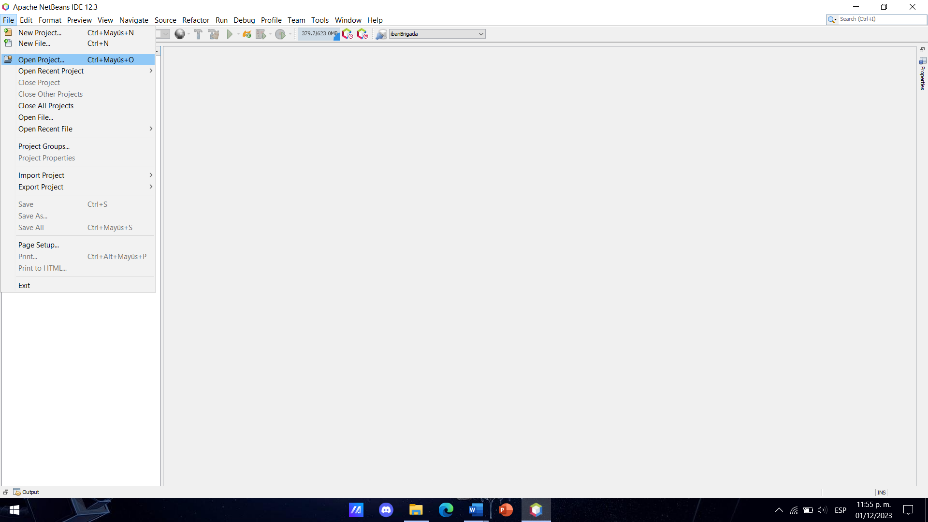 Apache NetBeans IDE 12.3
File Edit Format Preview View Navigate Source Refactor Run Debug Profile Team Tools Window Help
Search (Ctrl+I)
New Project... Ctrl+Mayús+N
New File... Ctrl+N
Open Project... Ctrl+Mayús+O
Open Recent Project
Close Project
Close Other Projects
Close All Projects
Open File...
Open Recent File
Project Groups...
Project Properties
Import Project
Export Project
Save Ctrl+S
Save As...
Save All Ctrl+Mayús+S
Page Setup...
Print... Ctrl+Alt+Mayús+P
Print to HTML...
Exit
Properties
Output
INS
ESP
11:55 p. m.
01/12/2023